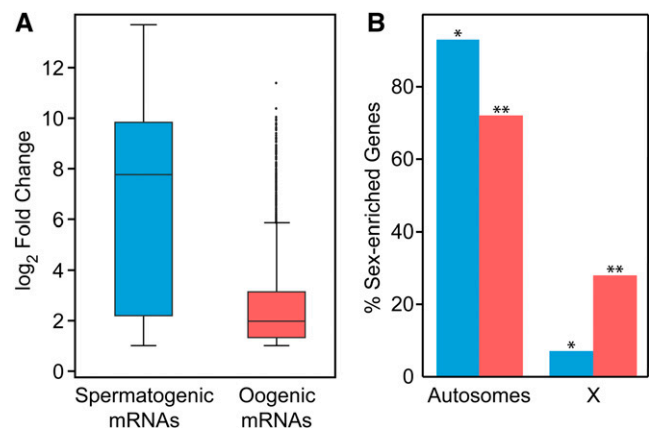 A
log2 Fold Change
12
10
8
6
4
2
0
Spermatogenic
mRNAs
Oogenic
mRNAs
B
% Sex-enriched Genes
80
60
40
20
0
*
**
*
**
Autosomes
X